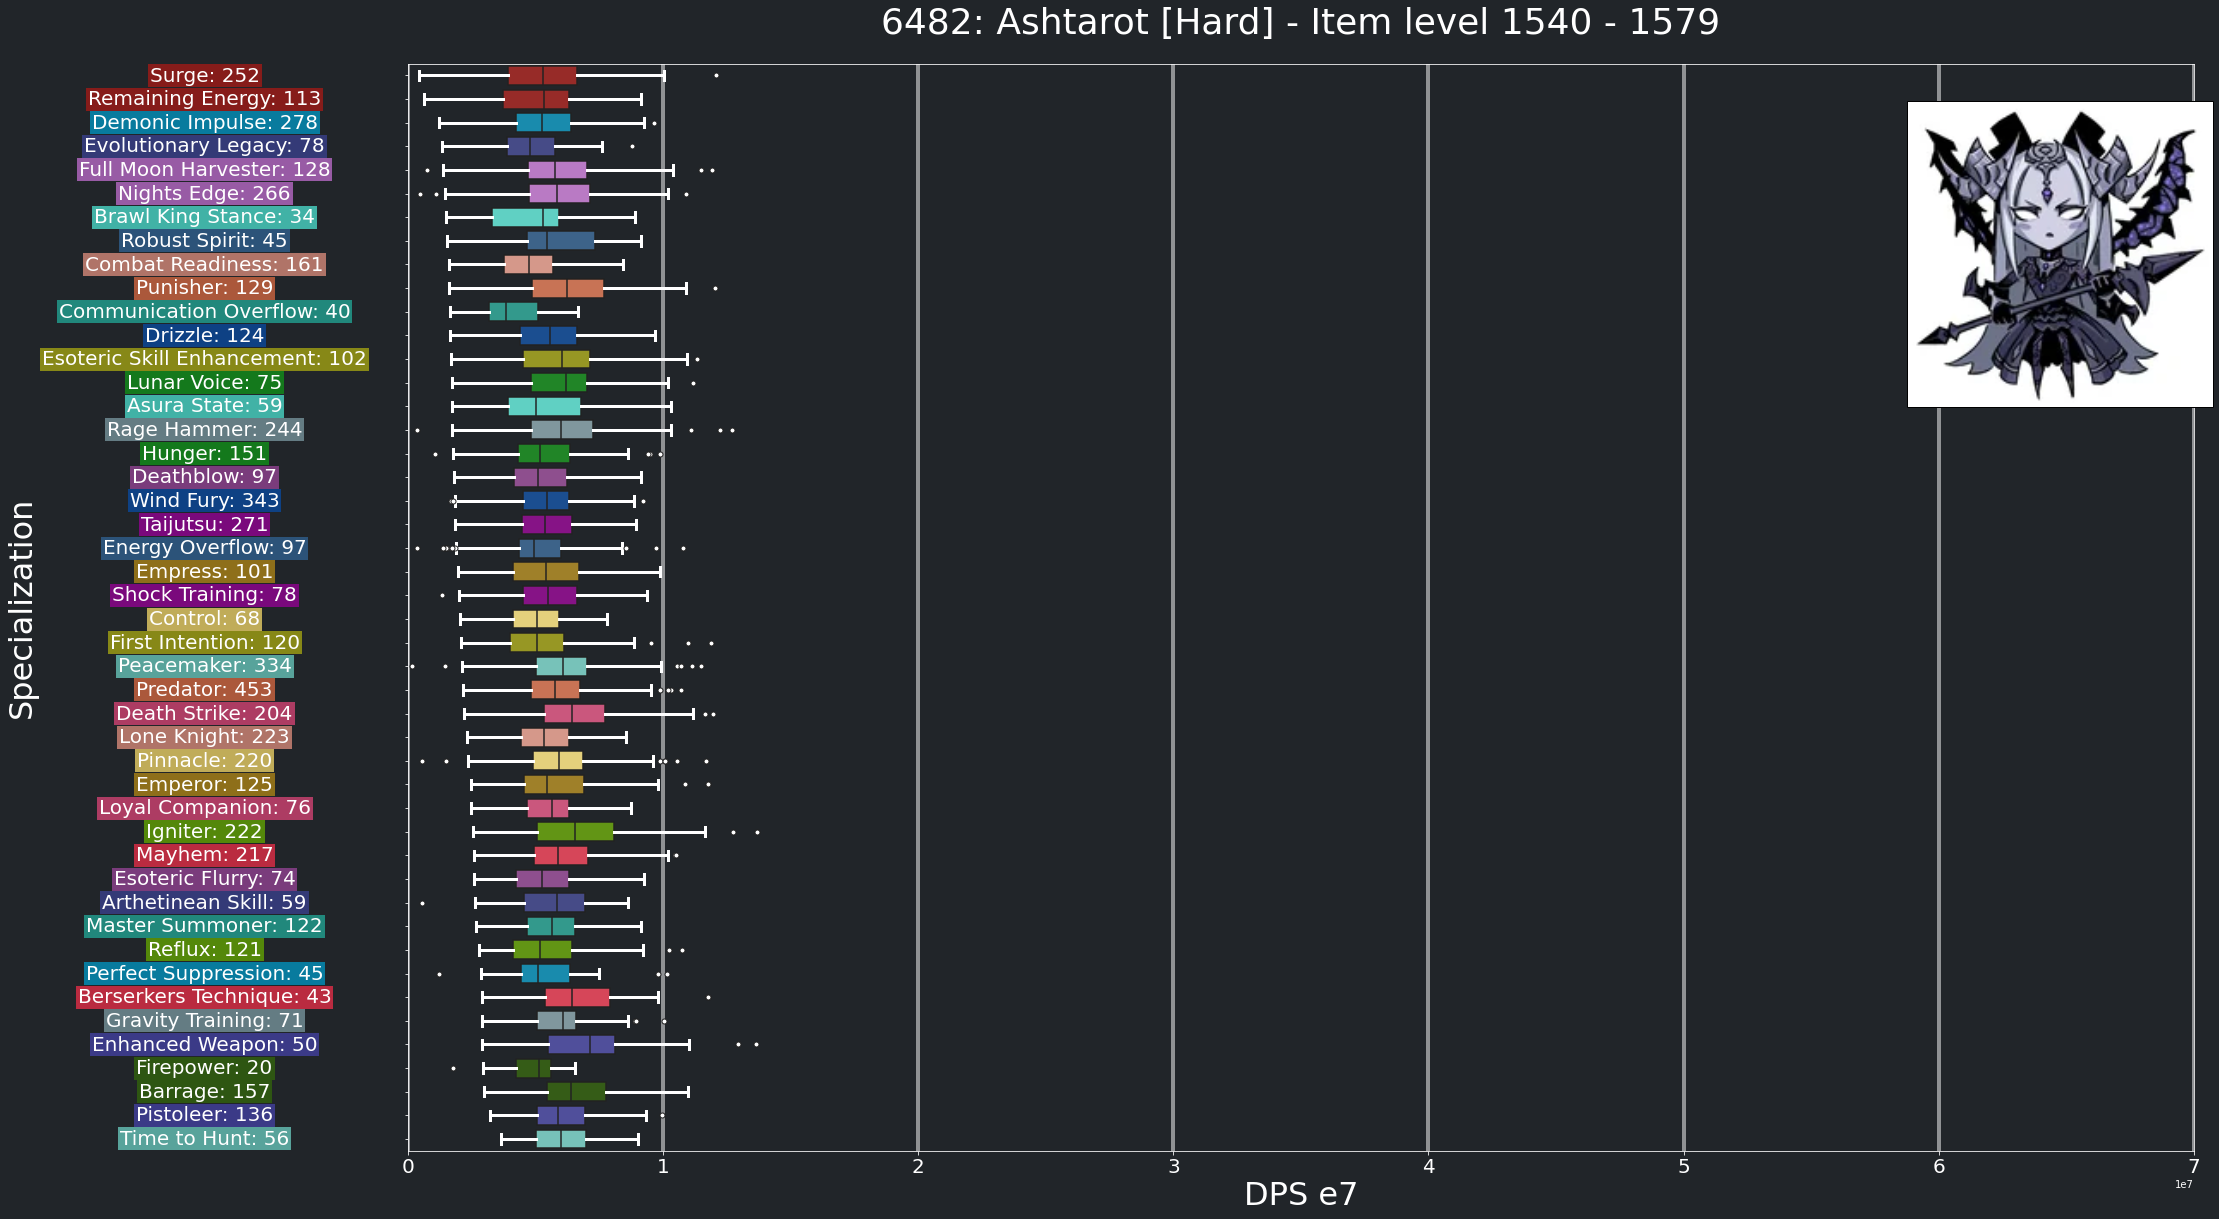 6482: Ashtarot [Hard] - Item level 1540 - 1579
Specialization
Surge: 252
Remaining Energy: 113
Demonic Impulse: 278
Evolutionary Legacy: 78
Full Moon Harvester: 128
Nights Edge: 266
Brawl King Stance: 34
Robust Spirit: 45
Combat Readiness: 161
Punisher: 129
Communication Overflow: 40
Drizzle: 124
Esoteric Skill Enhancement: 102
Lunar Voice: 75
Asura State: 59
Rage Hammer: 244
Hunger: 151
Deathblow: 97
Wind Fury: 343
Taijutsu: 271
Energy Overflow: 97
Empress: 101
Shock Training: 78
Control: 68
First Intention: 120
Peacemaker: 334
Predator: 453
Death Strike: 204
Lone Knight: 223
Pinnacle: 220
Emperor: 125
Loyal Companion: 76
Igniter: 222
Mayhem: 217
Esoteric Flurry: 74
Arthetinean Skill: 59
Master Summoner: 122
Reflux: 121
Perfect Suppression: 45
Berserkers Technique: 43
Gravity Training: 71
Enhanced Weapon: 50
Firepower: 20
Barrage: 157
Pistoleer: 136
Time to Hunt: 56
0 1 2 3 4 5 6 7
1e7
DPS e7